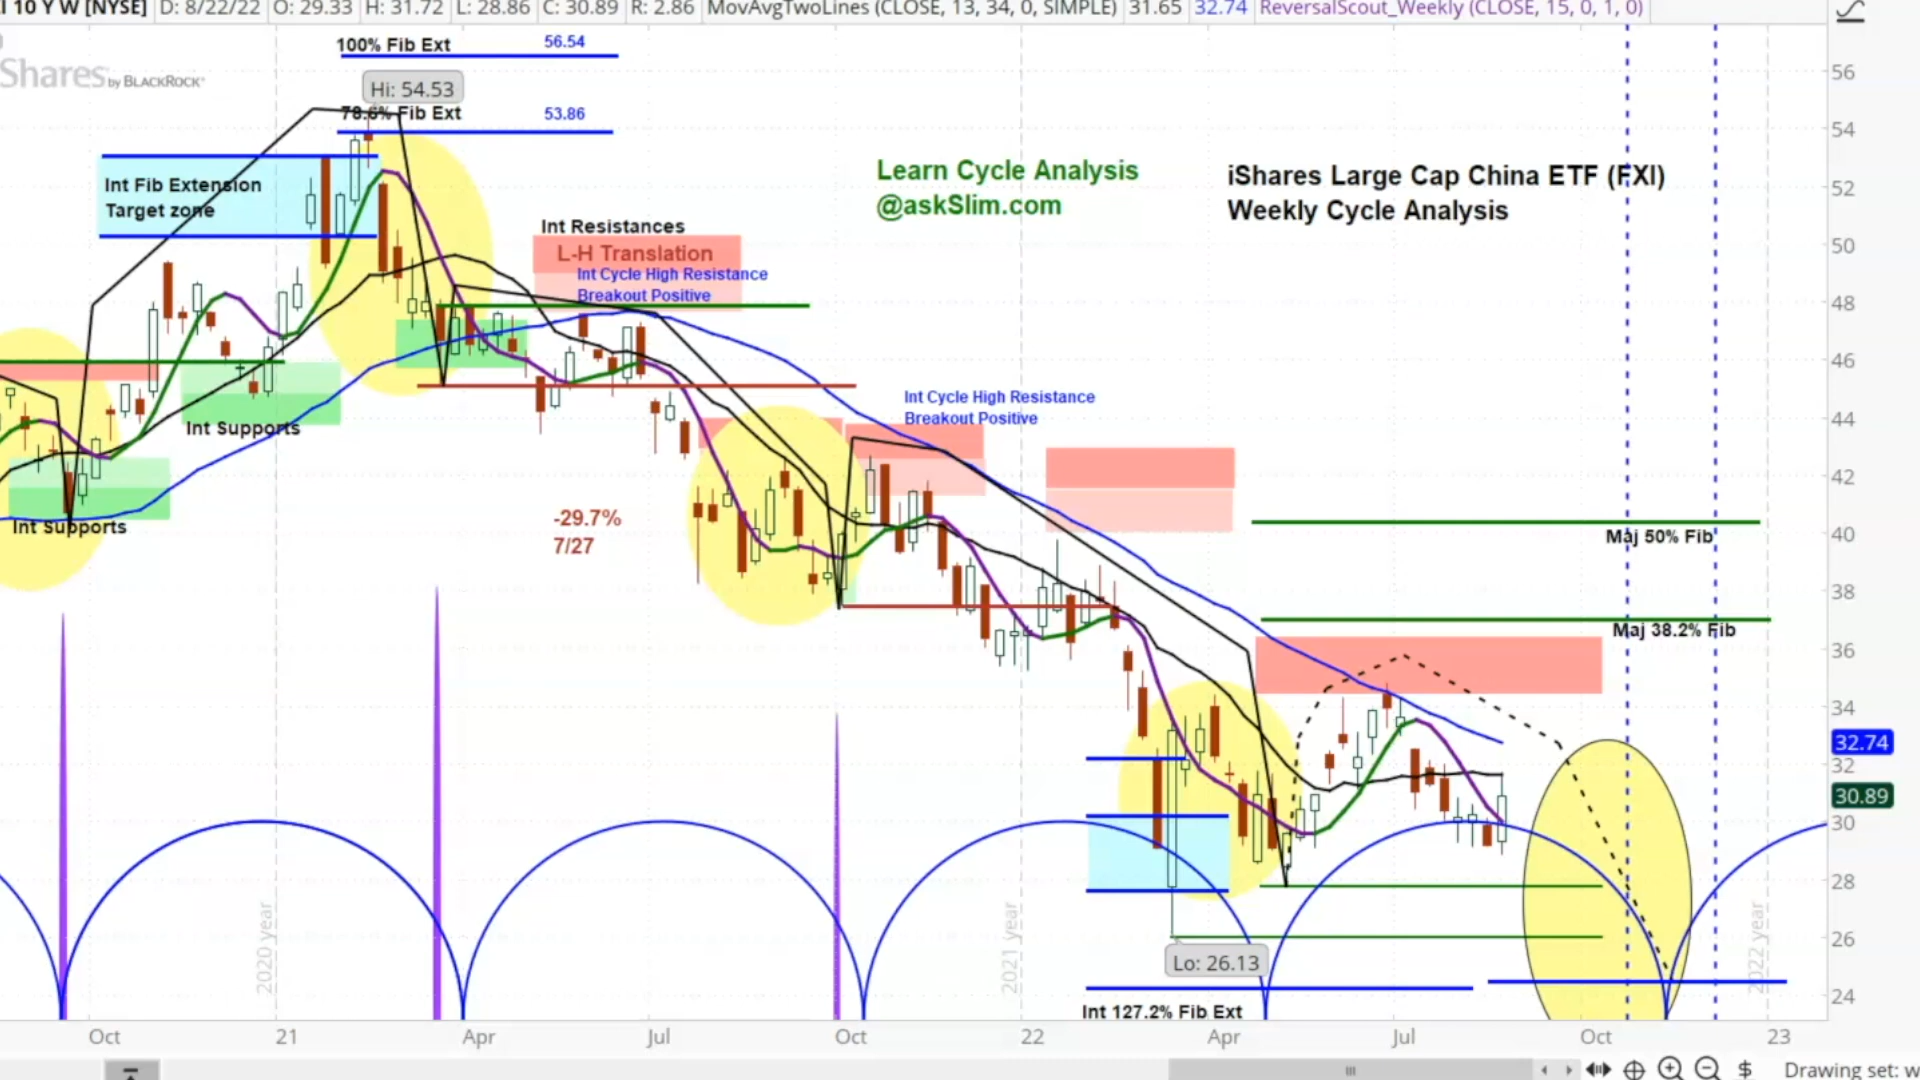 10 Y W [NYSE] D: 8/22/22 O: 29.33 H: 31.72 L: 28.86 C: 30.89 R: 2.86 MovAvgTwoLines (CLOSE, 13, 34, 0, SIMPLE) 31.65 32.74 ReversalScout_Weekly (CLOSE, 15, 0, 1, 0)
100% Fib Ext 56.54
Shares by BLACKROCK®
Hi: 54.53
78.6% Fib Ext 53.86
Int Fib Extension
Target zone
Int Resistances
L-H Translation
Int Cycle High Resistance
Breakout Positive
Learn Cycle Analysis
@askSlim.com
iShares Large Cap China ETF (FXI)
Weekly Cycle Analysis
Int Cycle High Resistance
Breakout Positive
Int Supports
Int Supports
-29.7%
7/27
Maj 50% Fib
Maj 38.2% Fib
Lo: 26.13
Int 127.2% Fib Ext
2020 year
2021 year
2022 year
56
54
52
50
48
46
44
42
40
38
36
34
32.74
32
30.89
30
28
26
24
Oct 21 Apr Jul Oct 22 Apr Jul Oct 23
$ Drawing set: w